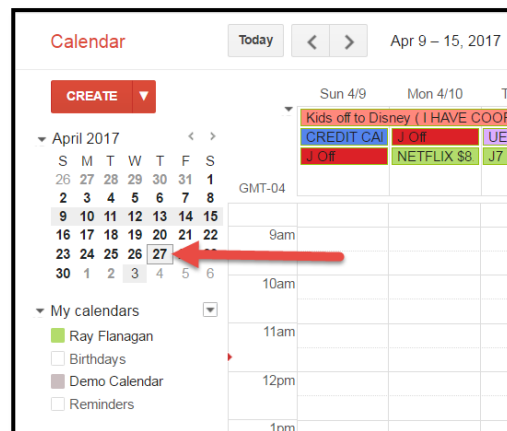 Calendar Today Apr 9 – 15, 2017
CREATE
Sun 4/9 Mon 4/10 T
Kids off to Disney ( I HAVE COOP
CREDIT CAI J Off UE
J Off NETFLIX $8. J7
GMT-04
April 2017
S M T W T F S
26 27 28 29 30 31 1
2 3 4 5 6 7 8
9 10 11 12 13 14 15
16 17 18 19 20 21 22
23 24 25 26 27
30 1 2 3 4 5 6
My calendars
Ray Flanagan
Birthdays
Demo Calendar
Reminders
9am
10am
11am
12pm
1pm